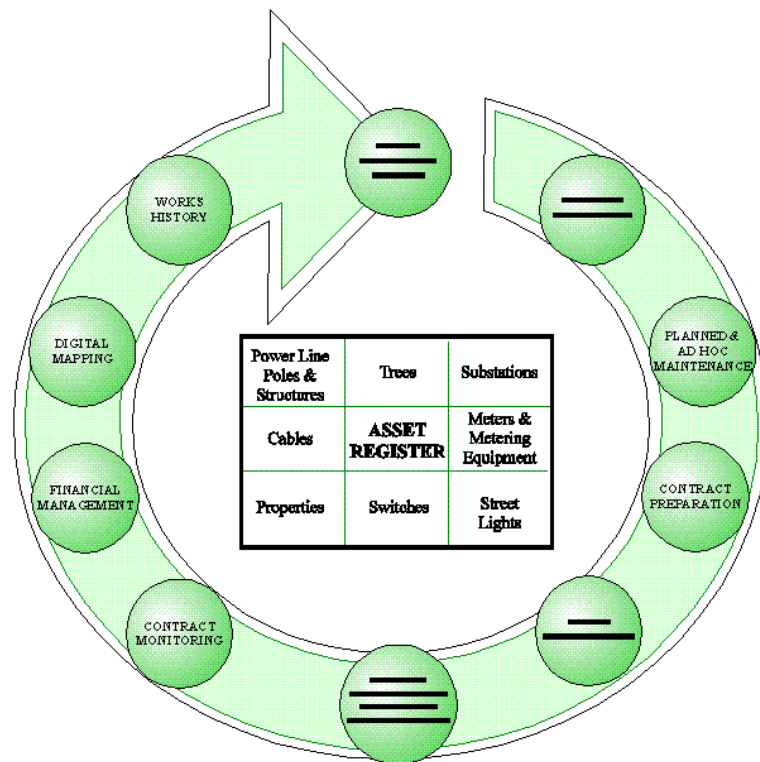 WORKS
HISTORY
DIGITAL
MAPPING
FINANCIAL
MANAGEMENT
CONTRACT
MONITORING
PLANNED &
AD HOC
MAINTENANCE
CONTRACT
PREPARATION
Power Line
Poles &
Structures
Trees
Substations
Cables
ASSET
REGISTER
Meters &
Metering
Equipment
Properties
Switches
Street
Lights